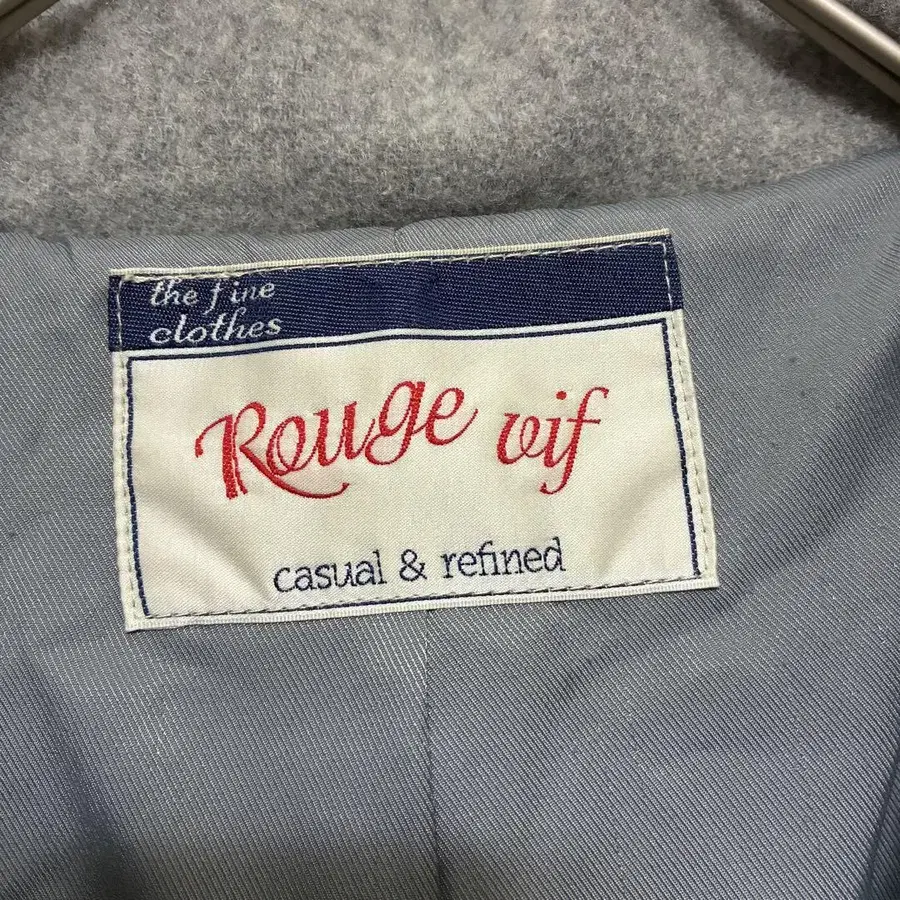 the fine
clothes
Rouge vif
casual & refined